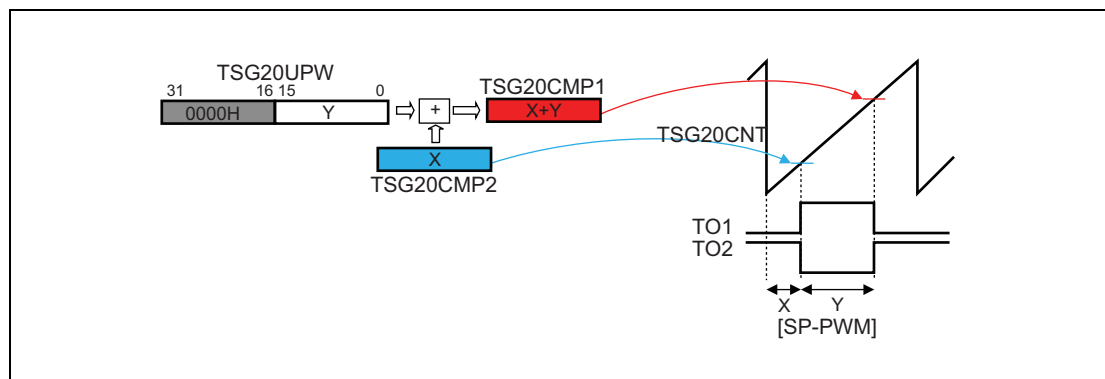 TSG20UPW
31 16 15 0
0000H Y
+
TSG20CMP1
X+Y
X
TSG20CMP2
TSG20CNT
TO1
TO2
X Y
[SP-PWM]